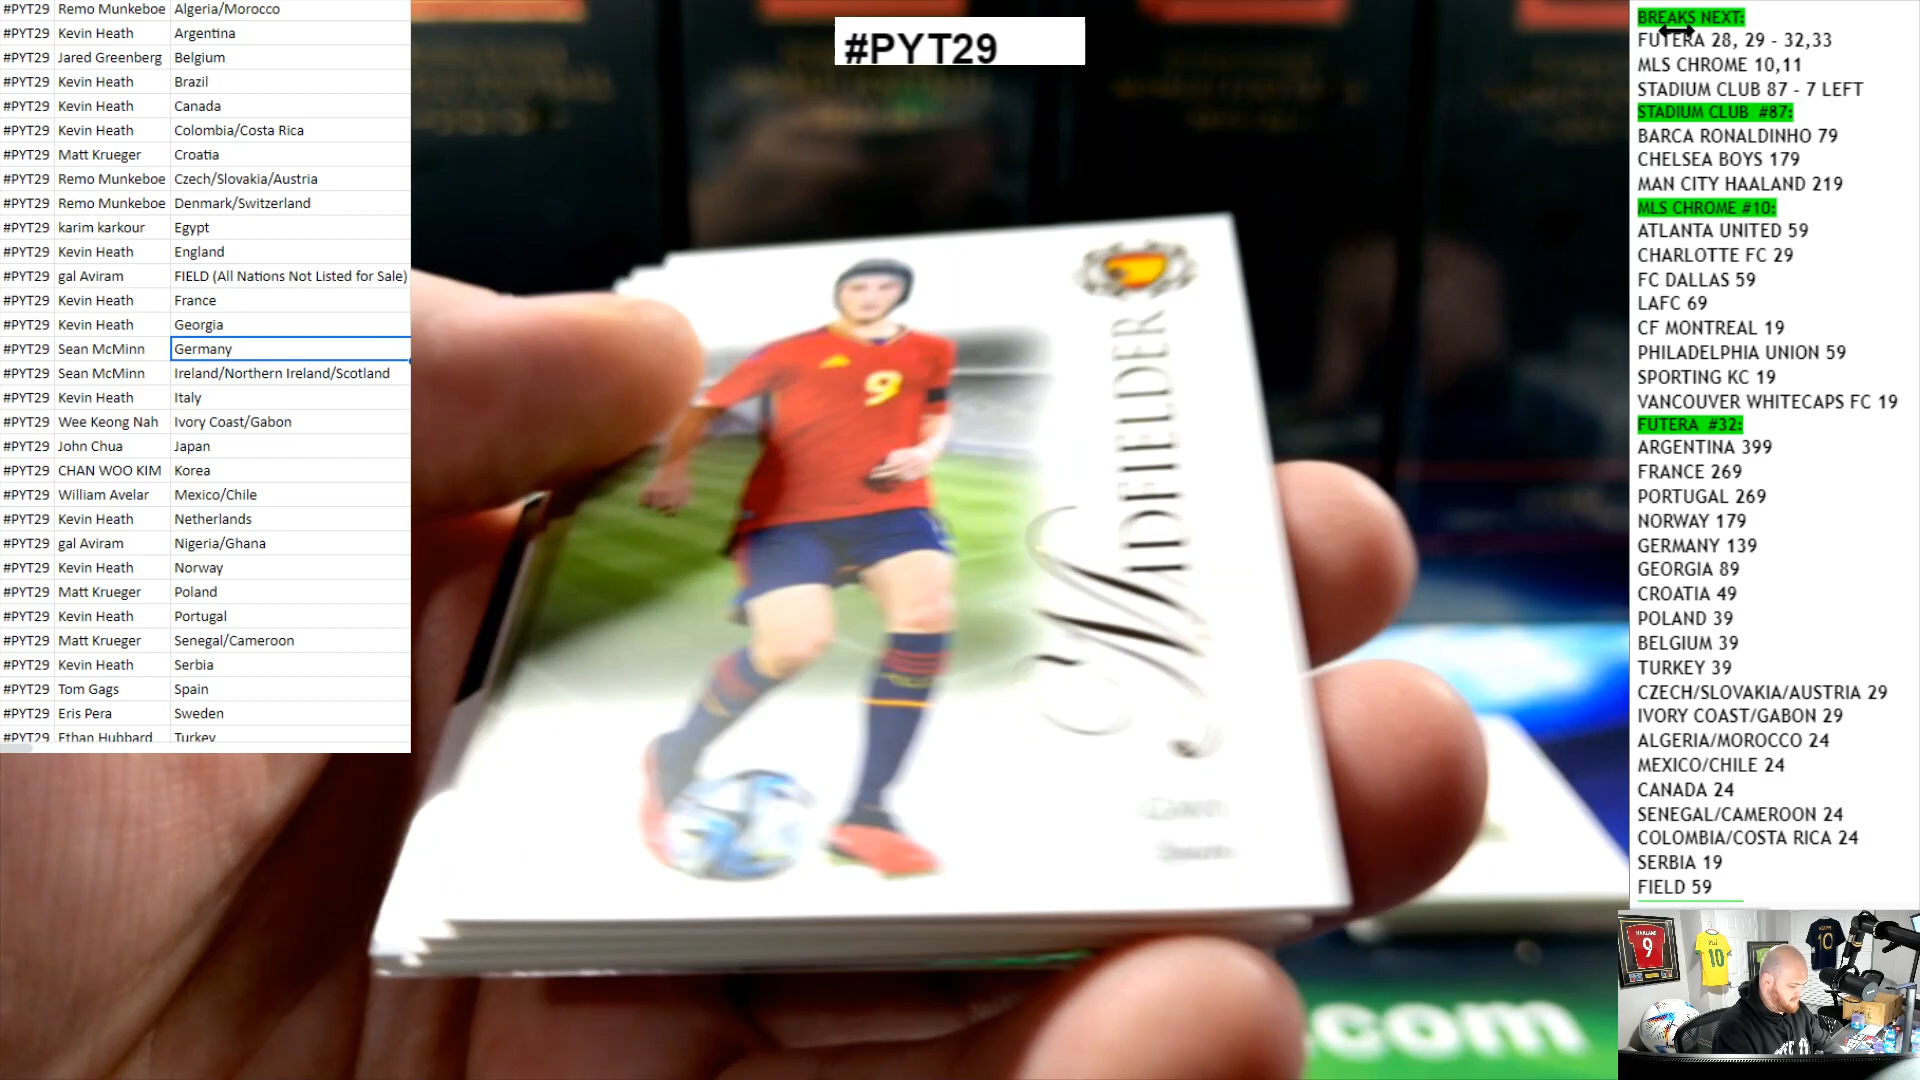 #PYT29 Remo Munkeboe Algeria/Morocco
#PYT29 Kevin Heath Argentina
#PYT29 Jared Greenberg Belgium
#PYT29 Kevin Heath Brazil
#PYT29 Kevin Heath Canada
#PYT29 Kevin Heath Colombia/Costa Rica
#PYT29 Matt Krueger Croatia
#PYT29 Remo Munkeboe Czech/Slovakia/Austria
#PYT29 Remo Munkeboe Denmark/Switzerland
#PYT29 karim karkour Egypt
#PYT29 Kevin Heath England
#PYT29 gal Aviram FIELD (All Nations Not Listed for Sale)
#PYT29 Kevin Heath France
#PYT29 Kevin Heath Georgia
#PYT29 Sean McMinn Germany
#PYT29 Sean McMinn Ireland/Northern Ireland/Scotland
#PYT29 Kevin Heath Italy
#PYT29 Wee Keong Nah Ivory Coast/Gabon
#PYT29 John Chua Japan
#PYT29 CHAN WOO KIM Korea
#PYT29 William Avelar Mexico/Chile
#PYT29 Kevin Heath Netherlands
#PYT29 gal Aviram Nigeria/Ghana
#PYT29 Kevin Heath Norway
#PYT29 Matt Krueger Poland
#PYT29 Kevin Heath Portugal
#PYT29 Matt Krueger Senegal/Cameroon
#PYT29 Kevin Heath Serbia
#PYT29 Tom Gags Spain
#PYT29 Eris Pera Sweden
#PYT29 Ethan Hubbard Turkey
#PYT29
9
MIDFIELDER
.com
BREAKS NEXT:
FUTERA 28, 29 - 32,33
MLS CHROME 10,11
STADIUM CLUB 87 - 7 LEFT
STADIUM CLUB #87:
BARCA RONALDINHO 79
CHELSEA BOYS 179
MAN CITY HAALAND 219
MLS CHROME #10:
ATLANTA UNITED 59
CHARLOTTE FC 29
FC DALLAS 59
LAFC 69
CF MONTREAL 19
PHILADELPHIA UNION 59
SPORTING KC 19
VANCOUVER WHITECAPS FC 19
FUTERA #32:
ARGENTINA 399
FRANCE 269
PORTUGAL 269
NORWAY 179
GERMANY 139
GEORGIA 89
CROATIA 49
POLAND 39
BELGIUM 39
TURKEY 39
CZECH/SLOVAKIA/AUSTRIA 29
IVORY COAST/GABON 29
ALGERIA/MOROCCO 24
MEXICO/CHILE 24
CANADA 24
SENEGAL/CAMEROON 24
COLOMBIA/COSTA RICA 24
SERBIA 19
FIELD 59
9
10
10